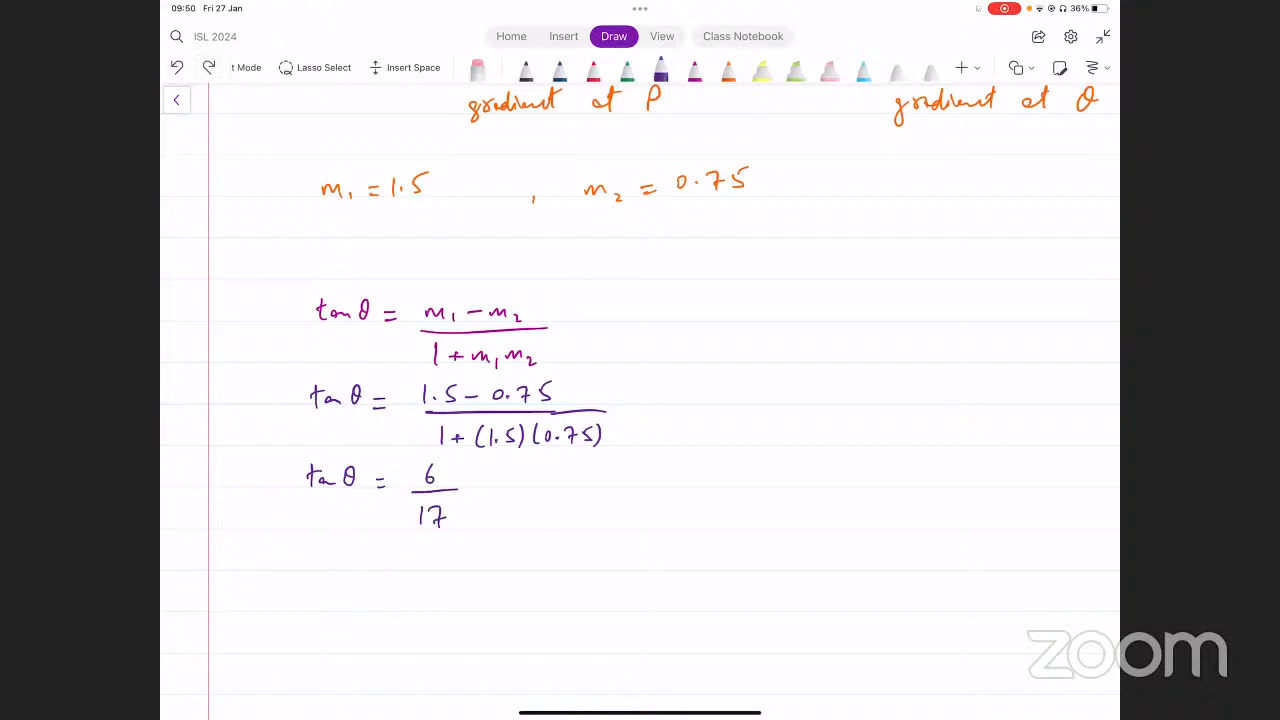 09:50 Fri 27 Jan
36%
ISL 2024
Home Insert Draw View Class Notebook
t Mode Lasso Select Insert Space
gradient at P gradient at Q
m₁ = 1.5 , m₂ = 0.75
tan θ = m₁ − m₂
1 + m₁m₂
tan θ = 1.5 − 0.75
1 + (1.5)(0.75)
tan θ = 6
17
zoom